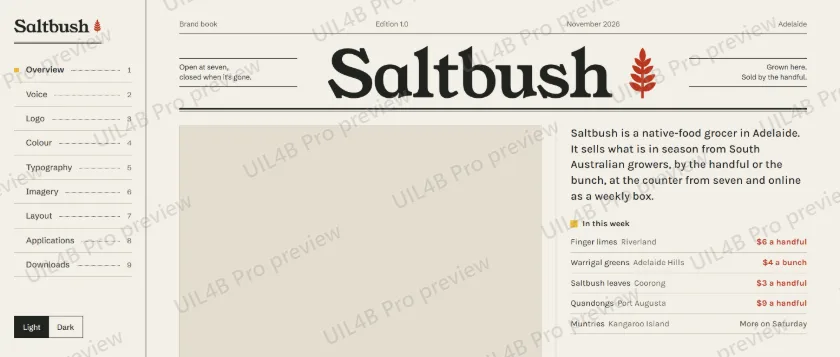 Saltbush
Overview 1
Voice 2
Logo 3
Colour 4
Typography 5
Imagery 6
Layout 7
Applications 8
Downloads 9
Light Dark
Brand book Edition 1.0 November 2026 Adelaide
Open at seven,
closed when it's gone.
Saltbush
Grown here.
Sold by the handful.
Saltbush is a native-food grocer in Adelaide.
It sells what is in season from South
Australian growers, by the handful or the
bunch, at the counter from seven and online
as a weekly box.
In this week
Finger limes Riverland $6 a handful
Warrigal greens Adelaide Hills $4 a bunch
Saltbush leaves Coorong $3 a handful
Quandongs Port Augusta $9 a handful
Muntries Kangaroo Island More on Saturday
UIL4B Pro preview